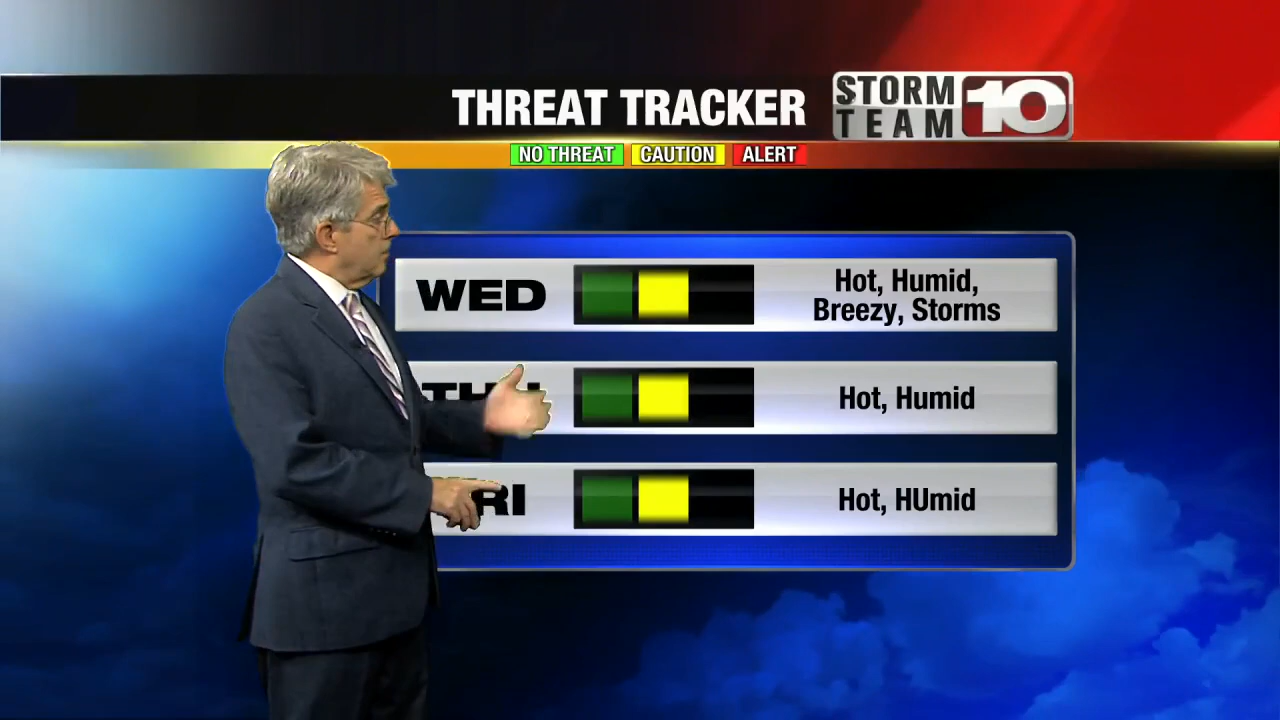 THREAT TRACKER
STORM
TEAM
10
NO THREAT CAUTION ALERT
WED
Hot, Humid,
Breezy, Storms
Hot, Humid
RI
Hot, HUmid